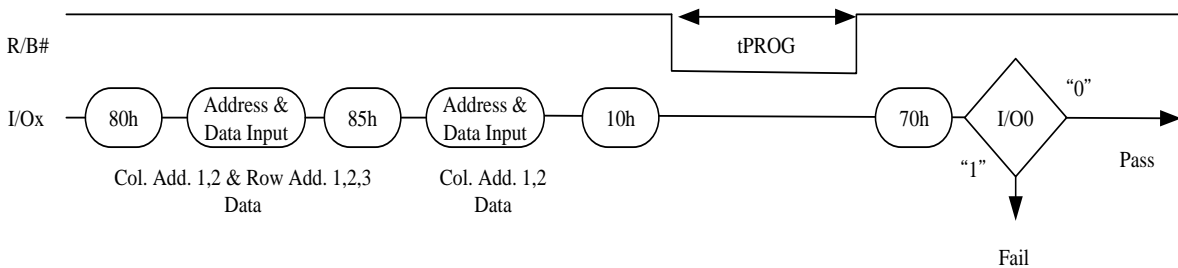 R/B#
tPROG
I/Ox
80h
Address &
Data Input
85h
Address &
Data Input
10h
70h
I/O0
“0”
“1”
Pass
Col. Add. 1,2 & Row Add. 1,2,3
Data
Col. Add. 1,2
Data
Fail